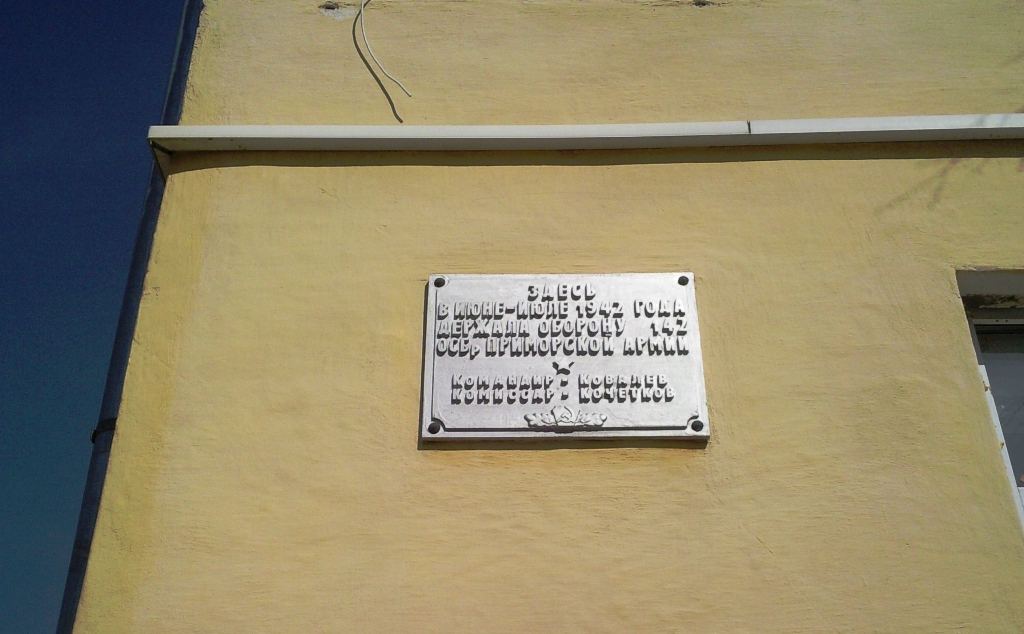 ЗДЕСЬ
В ИЮНЕ-ИЮЛЕ 1942 ГОДА
ДЕРЖАЛА ОБОРОНУ 142
ОСБр ПРИМОРСКОЙ АРМИИ
КОМАНДИР - КОВАЛЕВ
КОМИССАР - КОЧЕТКОВ